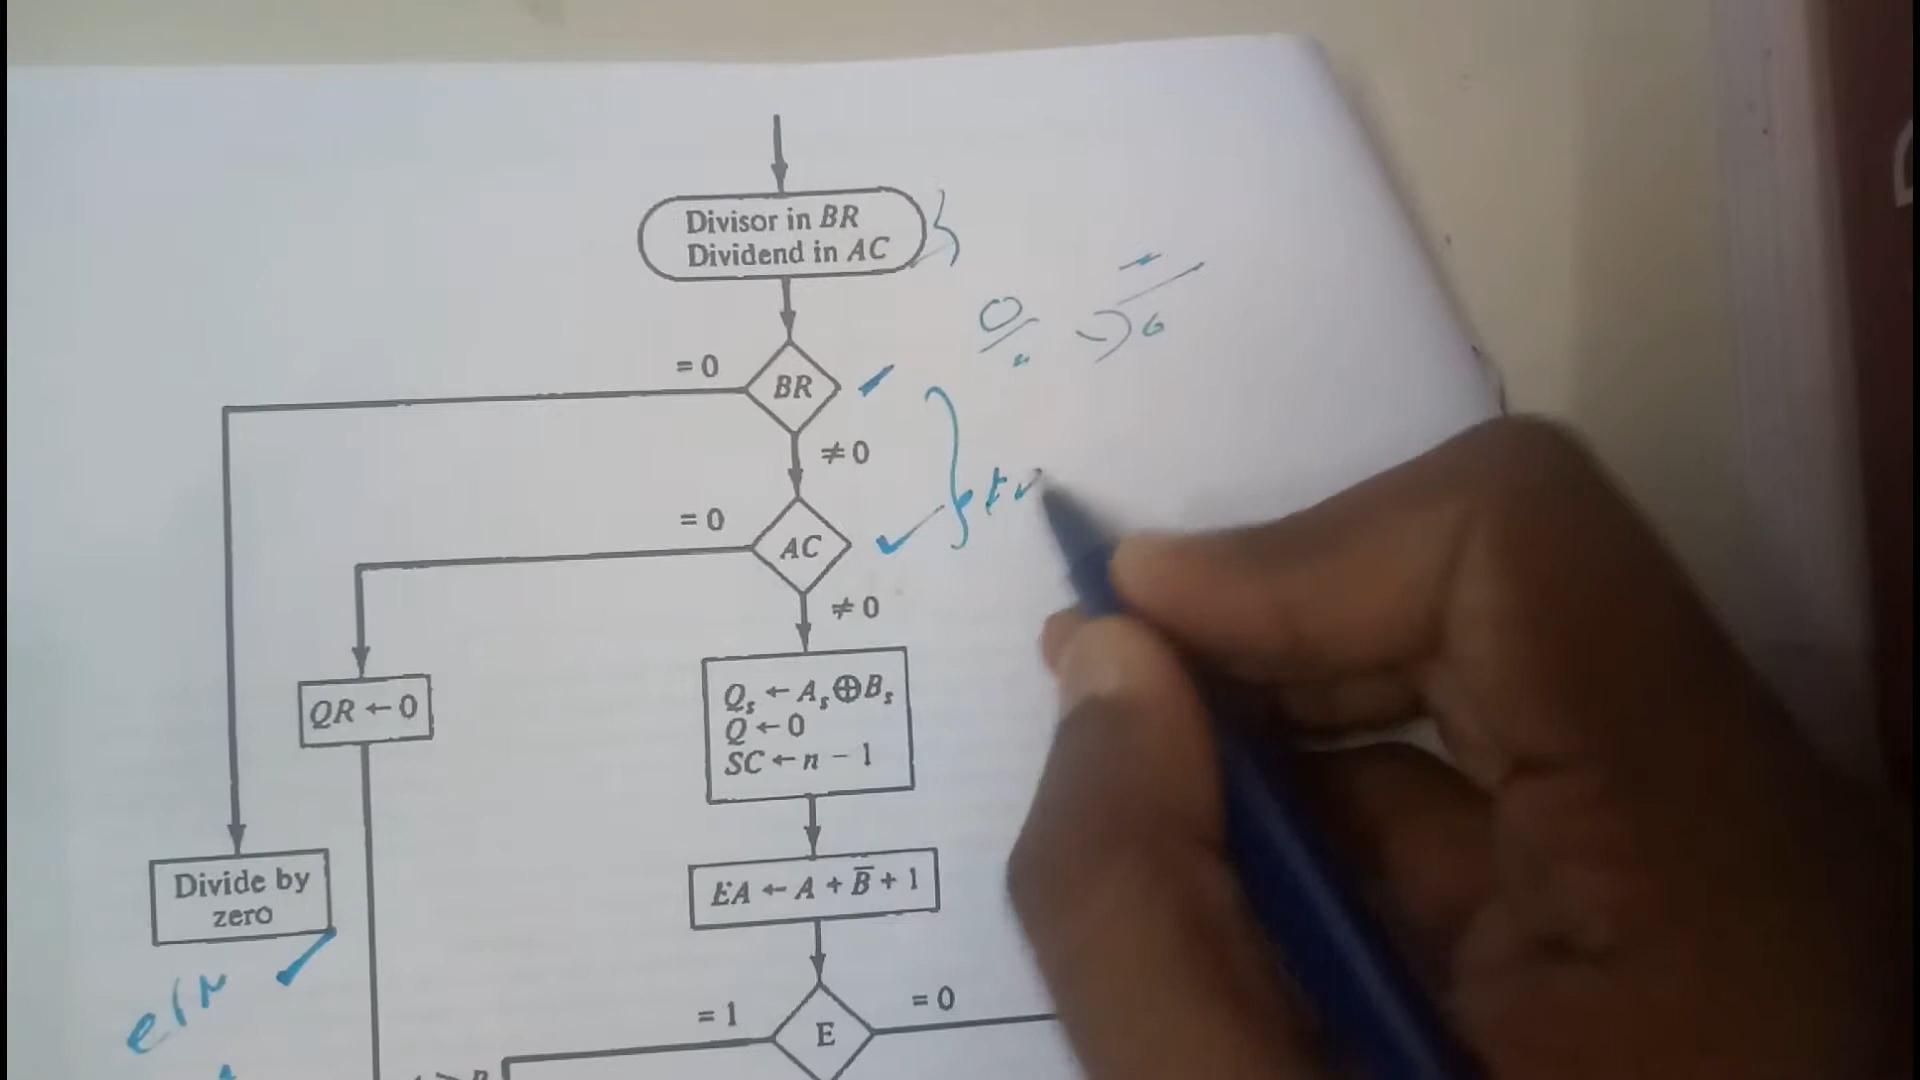 Divisor in BR
Dividend in AC
= 0
BR
≠ 0
= 0
AC
≠ 0
QR ← 0
Qs ← As ⊕ Bs
Q ← 0
SC ← n − 1
Divide by
zero
EA ← A + B̅ + 1
= 1
= 0
E